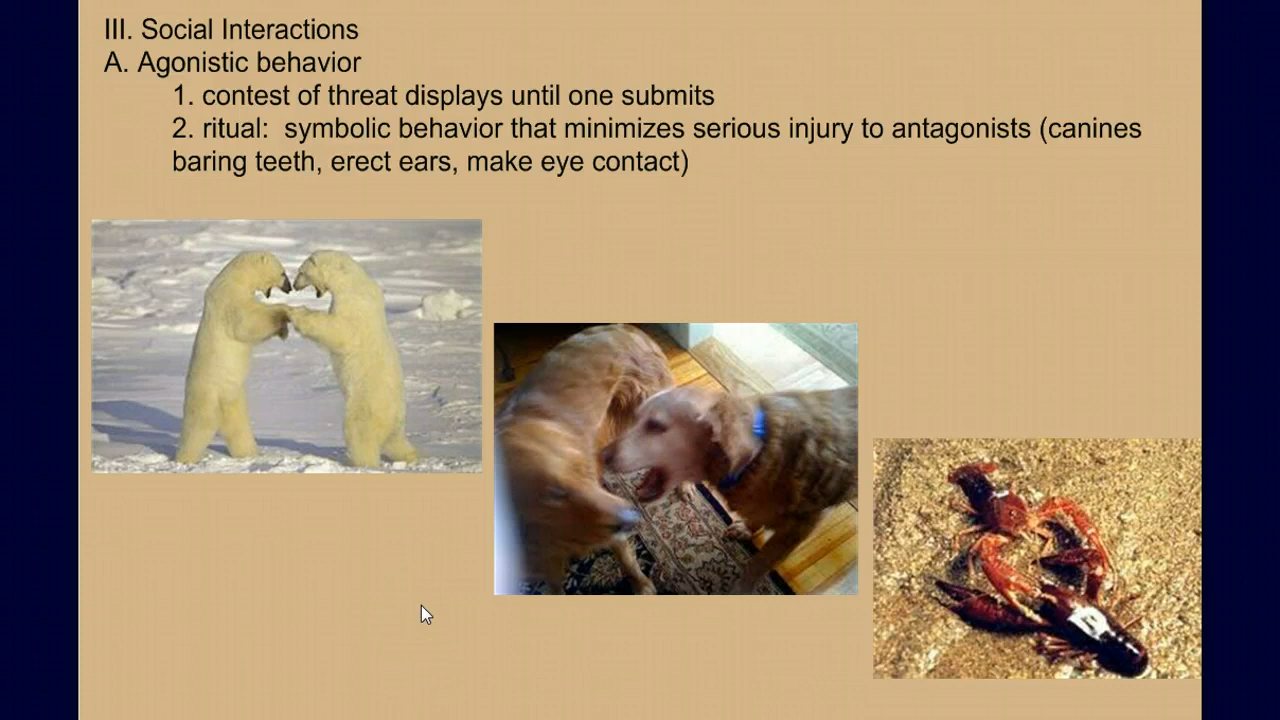 III. Social Interactions
A. Agonistic behavior
1. contest of threat displays until one submits
2. ritual:  symbolic behavior that minimizes serious injury to antagonists (canines
baring teeth, erect ears, make eye contact)